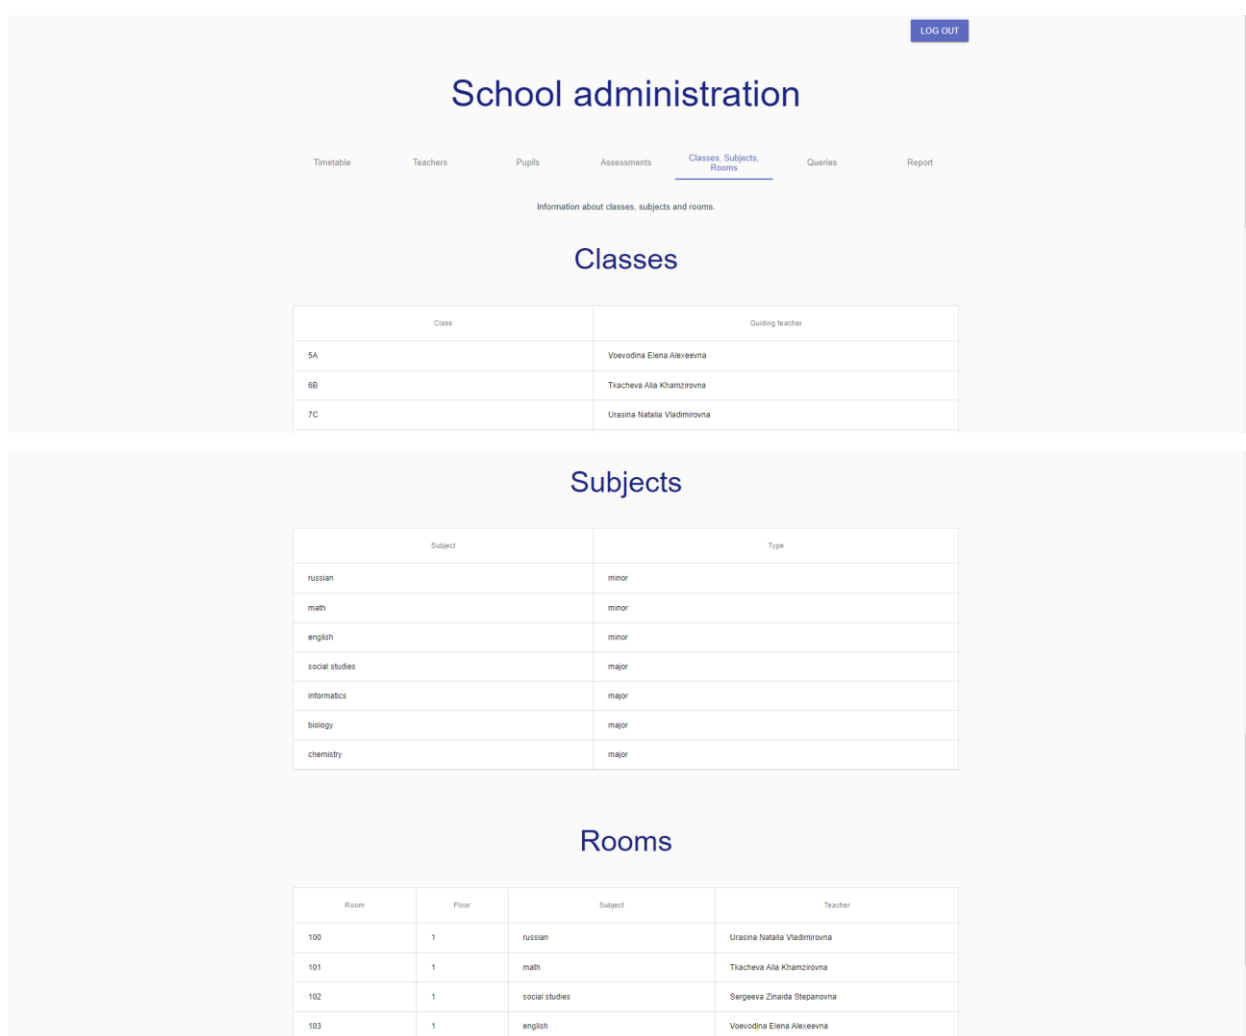 LOG OUT
School administration
Timetable Teachers Pupils Assessments Classes, Subjects, Rooms Queries Report
Information about classes, subjects and rooms.
Classes
Class Guiding teacher
5A Voevodina Elena Alexeevna
6B Tkacheva Alia Khamzirovna
7C Urasina Natalia Vladimirovna
Subjects
Subject Type
russian minor
math minor
english minor
social studies major
informatics major
biology major
chemistry major
Rooms
Room Floor Subject Teacher
100 1 russian Urasina Natalia Vladimirovna
101 1 math Tkacheva Alia Khamzirovna
102 1 social studies Sergeeva Zinaida Stepanovna
103 1 english Voevodina Elena Alexeevna